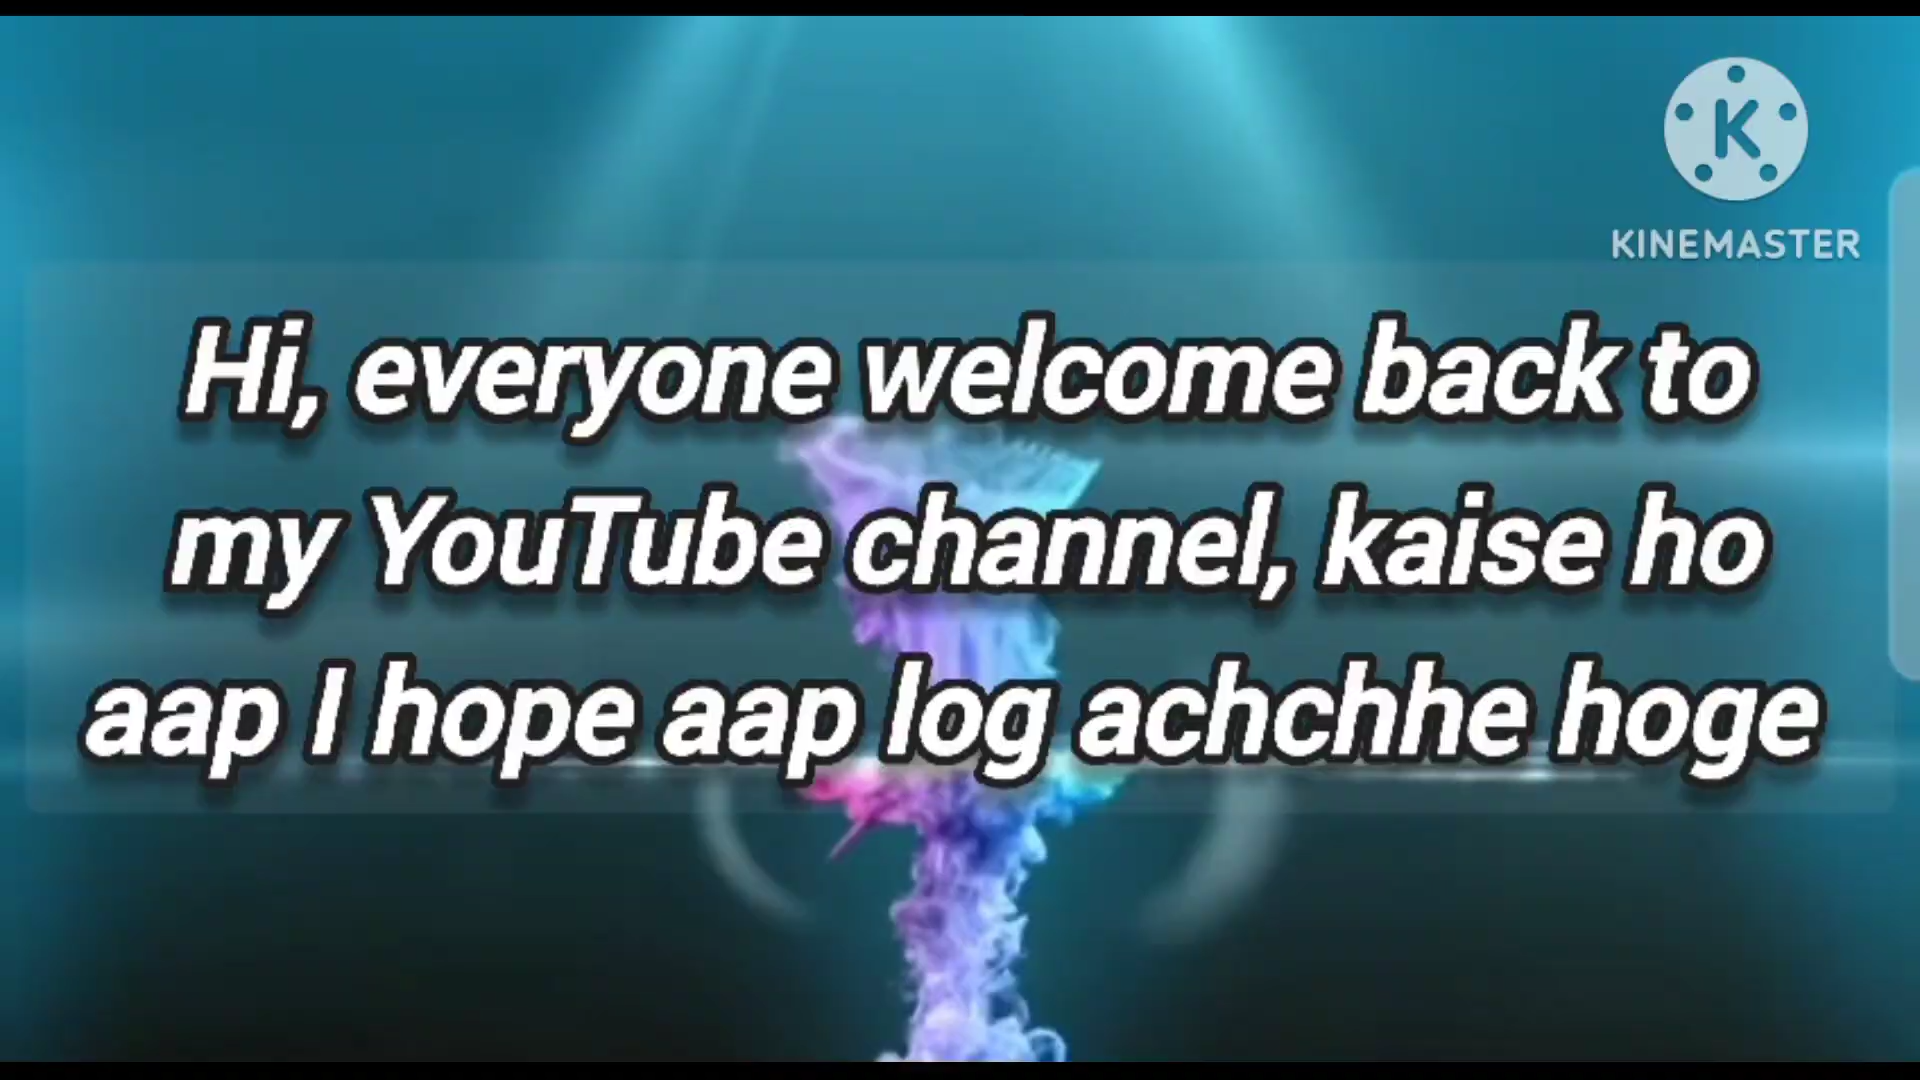 K
KINEMASTER
Hi, everyone welcome back to
my YouTube channel, kaise ho
aap I hope aap log achchhe hoge